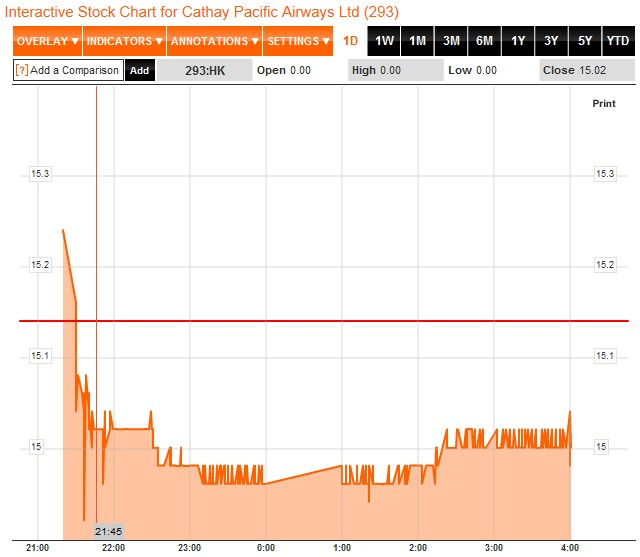 Interactive Stock Chart for Cathay Pacific Airways Ltd (293)
OVERLAY ▼ INDICATORS ▼ ANNOTATIONS ▼ SETTINGS ▼ 1D 1W 1M 3M 6M 1Y 3Y 5Y YTD
[?] Add a Comparison Add 293:HK Open 0.00 High 0.00 Low 0.00 Close 15.02
Print
15.3 15.3
15.2 15.2
15.1 15.1
15 15
21:45
21:00 22:00 23:00 0:00 1:00 2:00 3:00 4:00